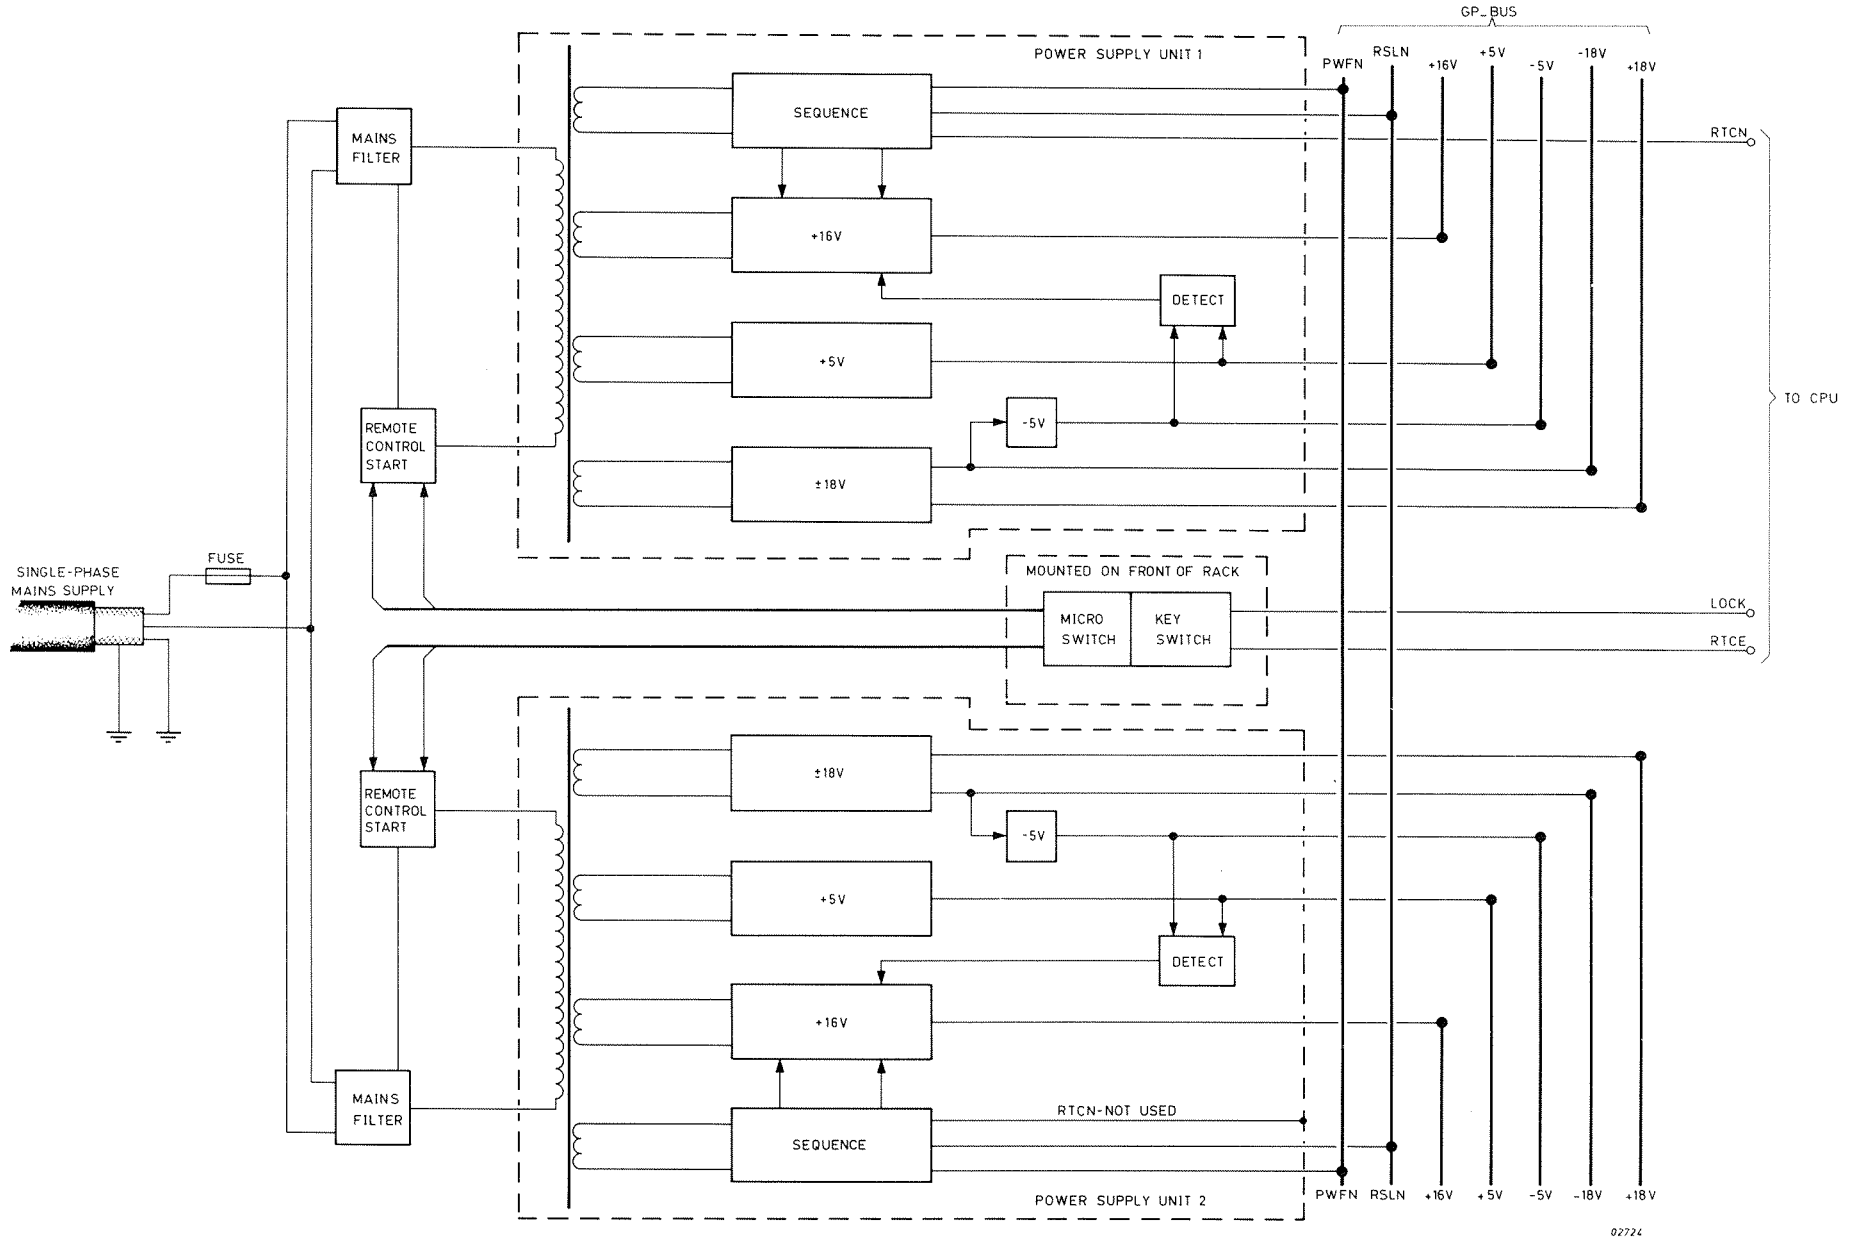 GP_BUS
POWER SUPPLY UNIT 1
PWFN
RSLN
+16V
+5V
-5V
-18V
+18V
SEQUENCE
RTCN
MAINS
FILTER
+16V
DETECT
+5V
-5V
TO CPU
REMOTE
CONTROL
START
±18V
FUSE
SINGLE-PHASE
MAINS SUPPLY
MOUNTED ON FRONT OF RACK
MICRO
SWITCH
KEY
SWITCH
LOCK
RTCE
REMOTE
CONTROL
START
±18V
-5V
+5V
DETECT
+16V
MAINS
FILTER
RTCN-NOT USED
SEQUENCE
POWER SUPPLY UNIT 2
PWFN
RSLN
+16V
+5V
-5V
-18V
+18V
02724